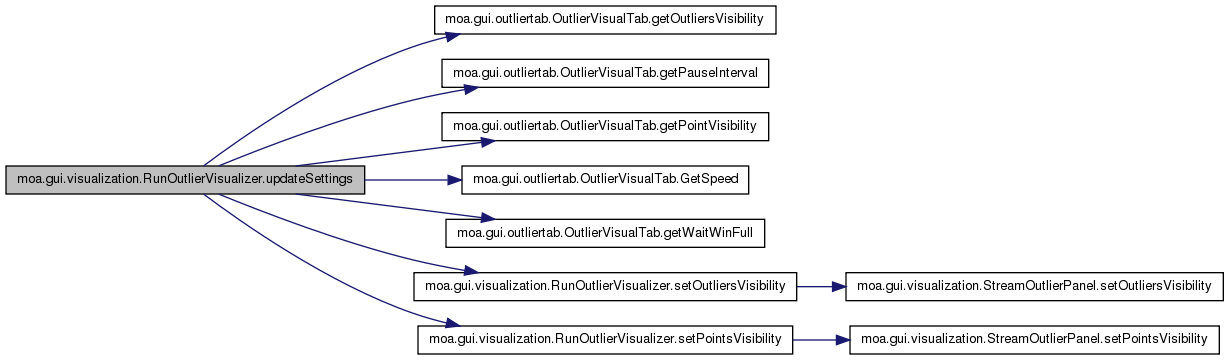 moa.gui.outliertab.OutlierVisualTab.getOutliersVisibility
moa.gui.outliertab.OutlierVisualTab.getPauseInterval
moa.gui.outliertab.OutlierVisualTab.getPointVisibility
moa.gui.visualization.RunOutlierVisualizer.updateSettings
moa.gui.outliertab.OutlierVisualTab.GetSpeed
moa.gui.outliertab.OutlierVisualTab.getWaitWinFull
moa.gui.visualization.RunOutlierVisualizer.setOutliersVisibility
moa.gui.visualization.StreamOutlierPanel.setOutliersVisibility
moa.gui.visualization.RunOutlierVisualizer.setPointsVisibility
moa.gui.visualization.StreamOutlierPanel.setPointsVisibility